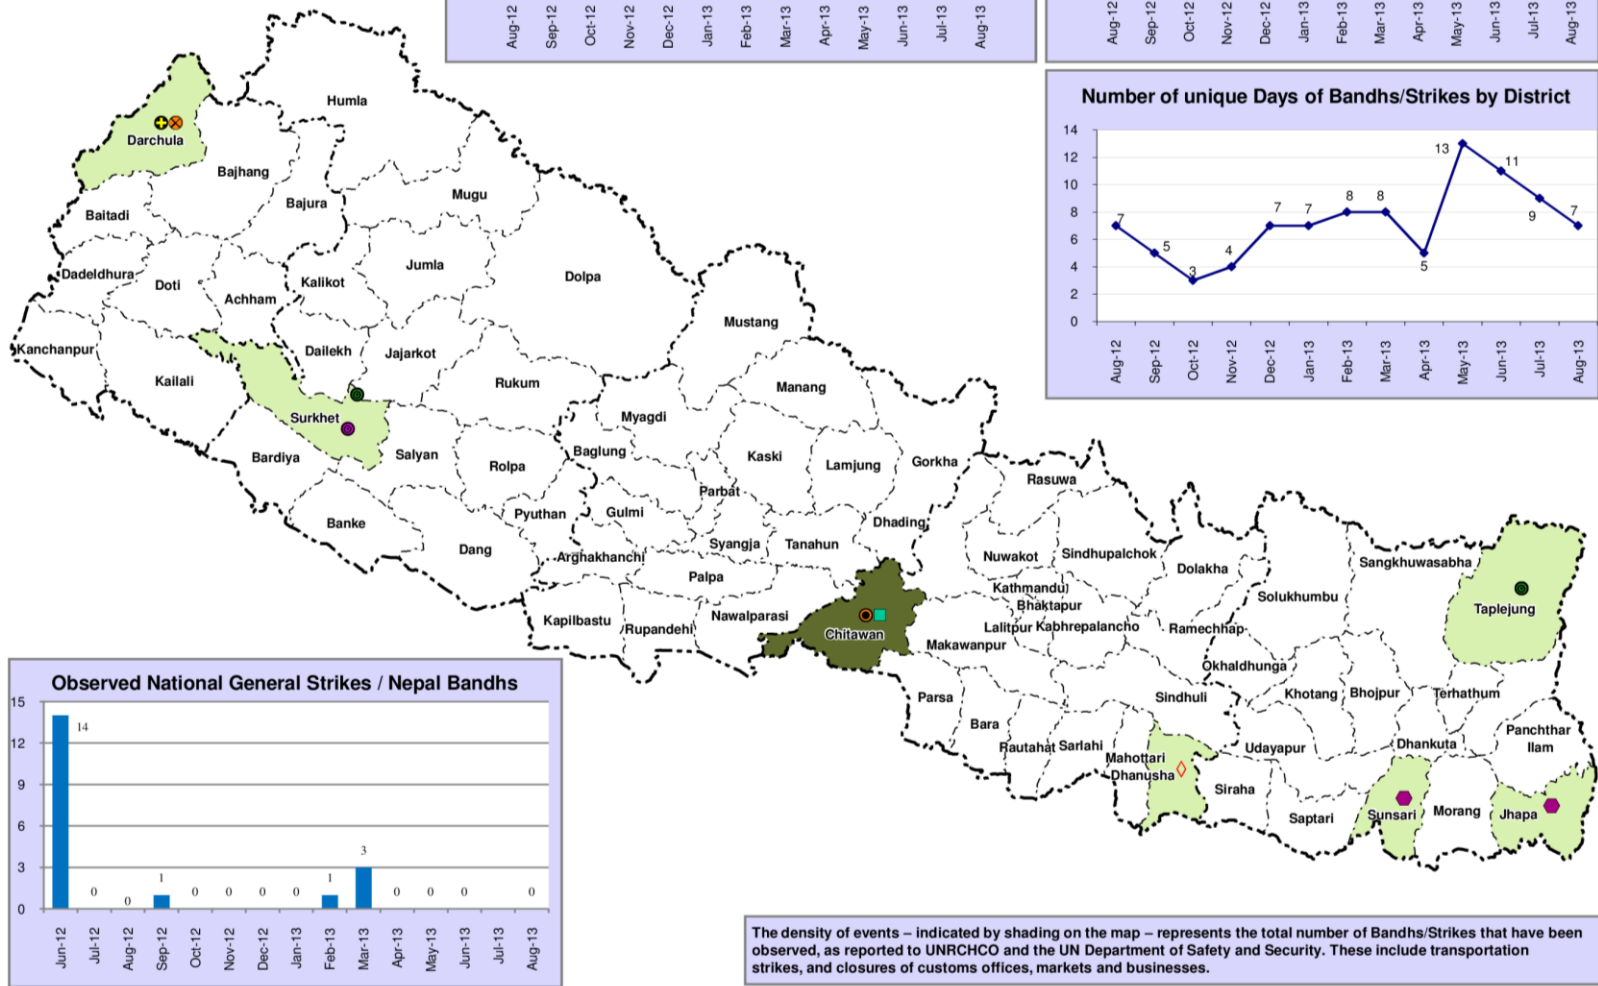 Aug-12
Sep-12
Oct-12
Nov-12
Dec-12
Jan-13
Feb-13
Mar-13
Apr-13
May-13
Jun-13
Jul-13
Aug-13
Aug-12
Sep-12
Oct-12
Nov-12
Dec-12
Jan-13
Feb-13
Mar-13
Apr-13
May-13
Jun-13
Jul-13
Aug-13
Number of unique Days of Bandhs/Strikes by District
14
12
10
8
6
4
2
0
7
5
3
4
7
7
8
8
5
13
11
9
7
Aug-12
Sep-12
Oct-12
Nov-12
Dec-12
Jan-13
Feb-13
Mar-13
Apr-13
May-13
Jun-13
Jul-13
Aug-13
Humla
Darchula
Bajhang
Bajura
Mugu
Baitadi
Dadeldhura
Doti
Achham
Kalikot
Jumla
Dolpa
Mustang
Kanchanpur
Kailali
Dailekh
Jajarkot
Rukum
Manang
Surkhet
Myagdi
Bardiya
Salyan
Rolpa
Baglung
Kaski
Lamjung
Gorkha
Rasuwa
Parbat
Banke
Pyuthan
Gulmi
Dhading
Dang
Arghakhanchi
Syangja
Tanahun
Nuwakot
Sindhupalchok
Dolakha
Sangkhuwasabha
Palpa
Kathmandu
Bhaktapur
Solukhumbu
Taplejung
Kapilbastu
Rupandehi
Nawalparasi
Chitawan
Makawanpur
Lalitpur
Kabhrepalancho
Ramechhap
Okhaldhunga
Parsa
Sindhuli
Khotang
Bhojpur
Terhathum
Bara
Rautahat
Sarlahi
Mahottari
Dhanusha
Udayapur
Dhankuta
Panchthar
Ilam
Siraha
Saptari
Sunsari
Morang
Jhapa
Observed National General Strikes / Nepal Bandhs
15
12
9
6
3
0
14
0
0
1
0
0
0
0
1
3
0
0
0
0
Jun-12
Jul-12
Aug-12
Sep-12
Oct-12
Nov-12
Dec-12
Jan-13
Feb-13
Mar-13
Apr-13
May-13
Jun-13
Jul-13
Aug-13
The density of events – indicated by shading on the map – represents the total number of Bandhs/Strikes that have been
observed, as reported to UNRCHCO and the UN Department of Safety and Security. These include transportation
strikes, and closures of customs offices, markets and businesses.